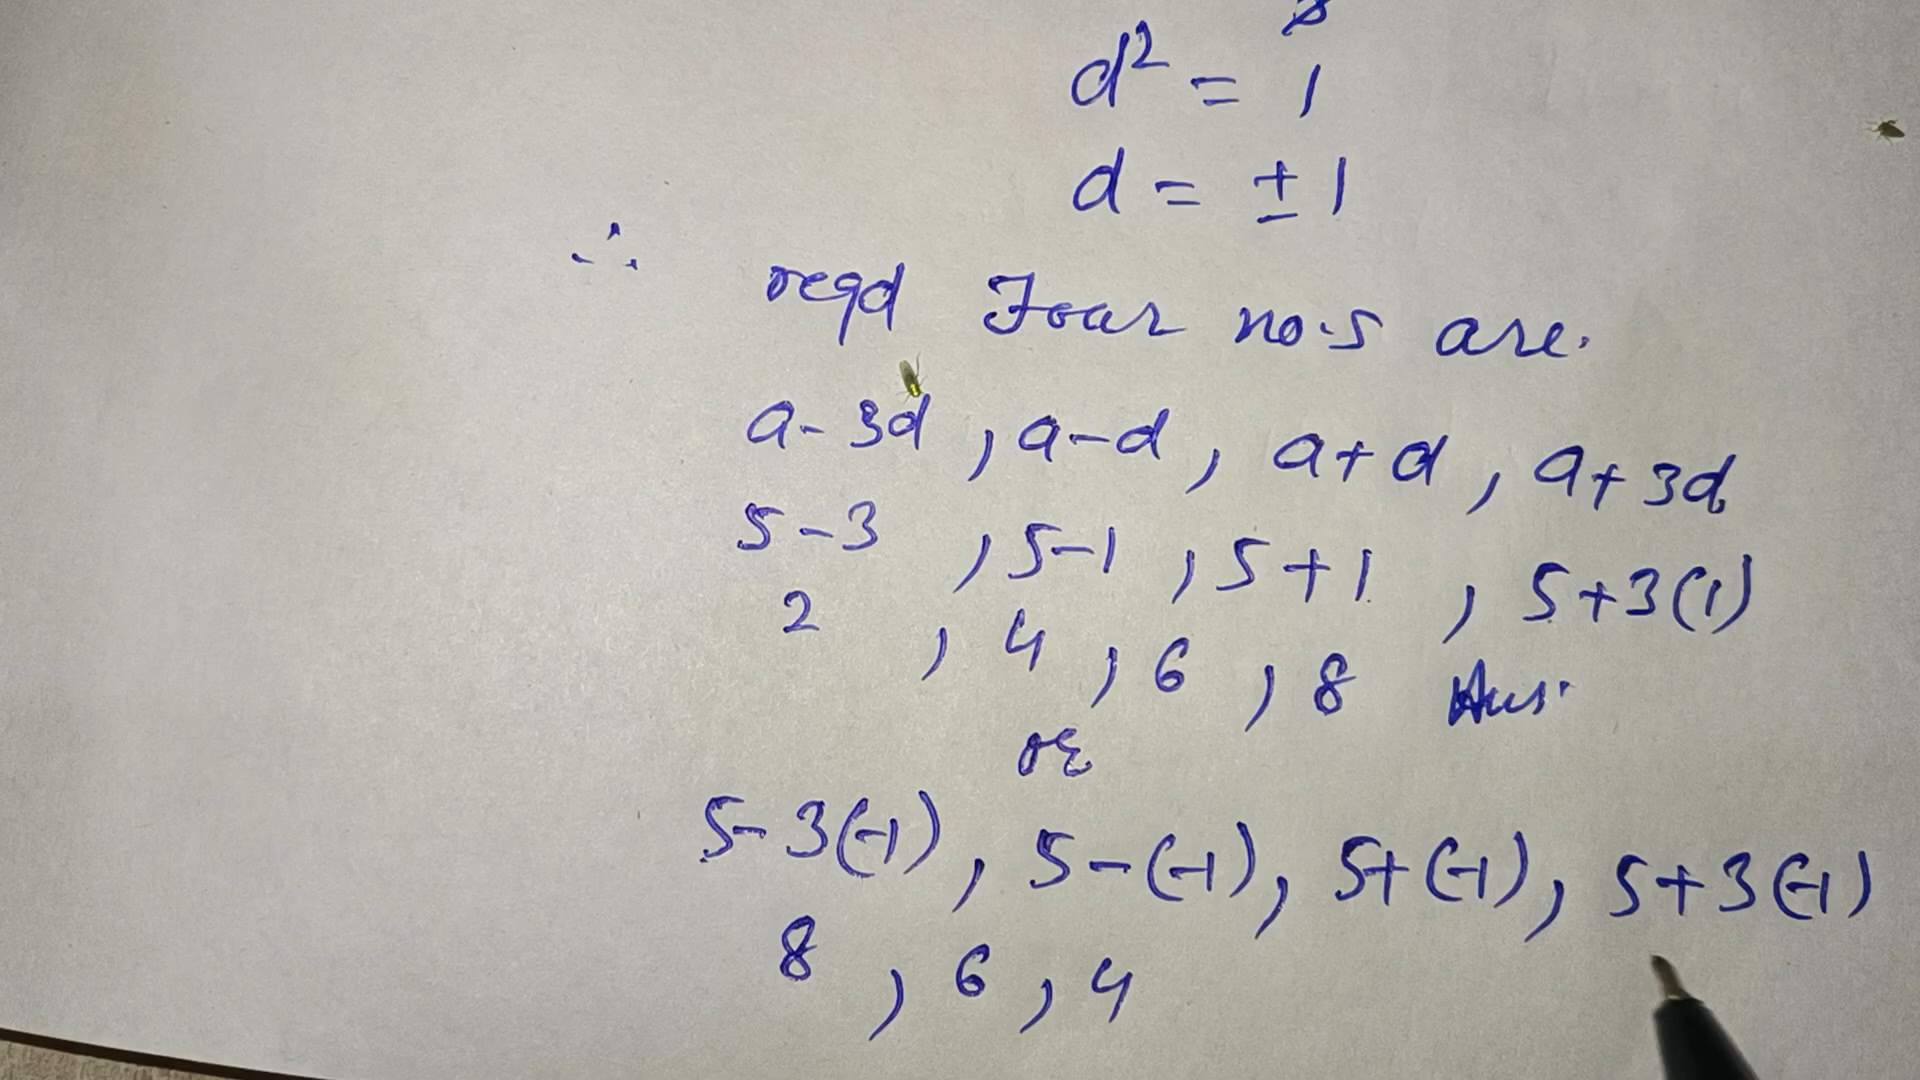 d² = 1
d = ± 1
∴ reqd Four no.s are.
a - 3d , a - d , a + d , a + 3d
5 - 3 , 5 - 1 , 5 + 1 , 5 + 3(1)
2 , 4 , 6 , 8 Ans.
or
5 - 3(-1) , 5 - (-1) , 5 + (-1) , 5 + 3(-1)
8 , 6 , 4